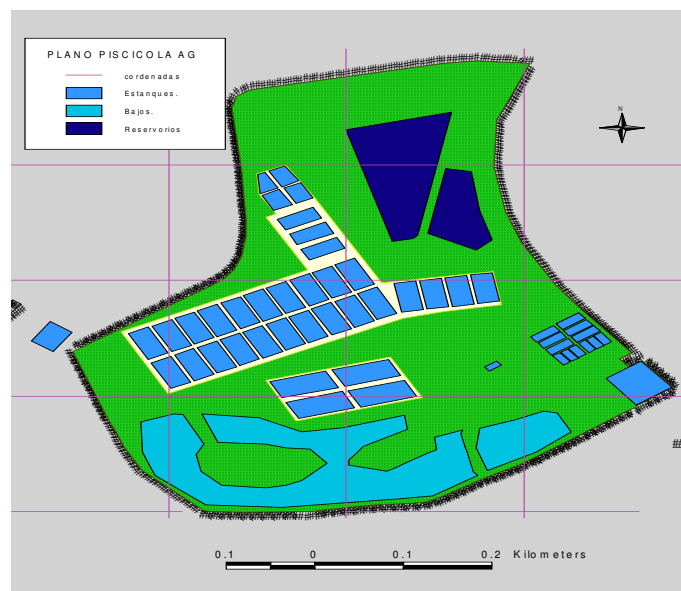 PLANO PISCICOLA AG
cordenadas
Estanques.
Bajos.
Reservorios
N
0.1 0 0.1 0.2 Kilometers